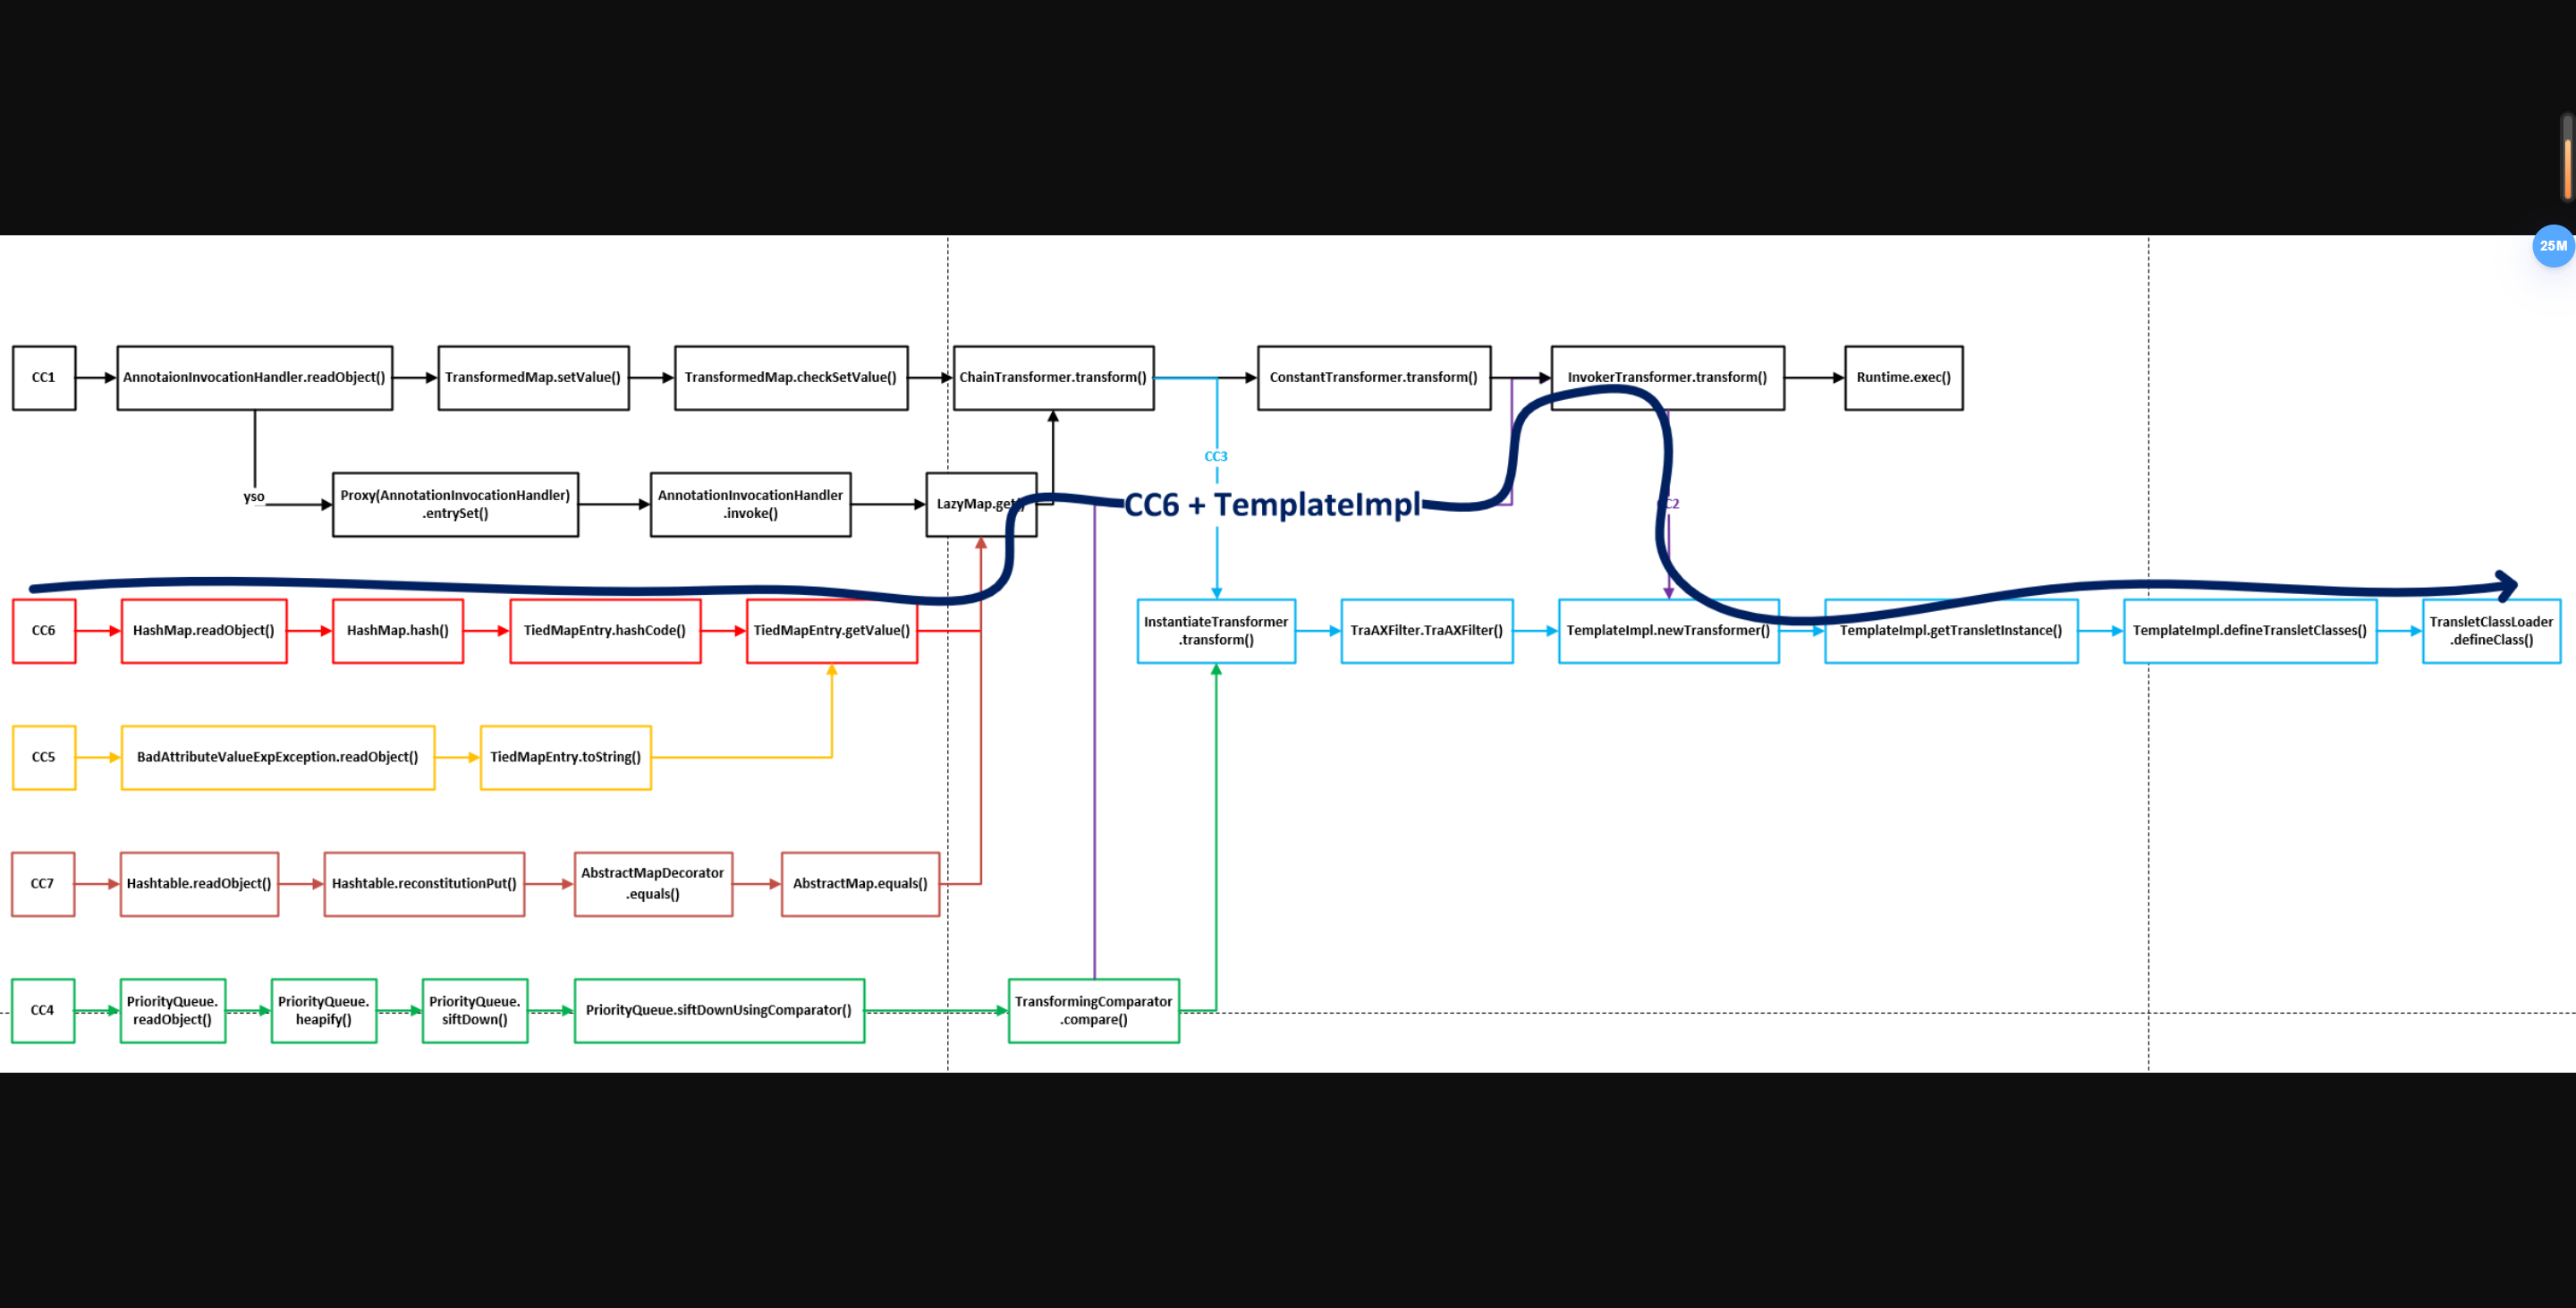 25M
CC1
AnnotaionInvocationHandler.readObject()
TransformedMap.setValue()
TransformedMap.checkSetValue()
ChainTransformer.transform()
ConstantTransformer.transform()
InvokerTransformer.transform()
Runtime.exec()
CC3
yso
Proxy(AnnotationInvocationHandler)
.entrySet()
AnnotationInvocationHandler
.invoke()
LazyMap.get()
CC6 + TemplateImpl
CC2
CC6
HashMap.readObject()
HashMap.hash()
TiedMapEntry.hashCode()
TiedMapEntry.getValue()
InstantiateTransformer
.transform()
TraAXFilter.TraAXFilter()
TemplateImpl.newTransformer()
TemplateImpl.getTransletInstance()
TemplateImpl.defineTransletClasses()
TransletClassLoader
.defineClass()
CC5
BadAttributeValueExpException.readObject()
TiedMapEntry.toString()
CC7
Hashtable.readObject()
Hashtable.reconstitutionPut()
AbstractMapDecorator
.equals()
AbstractMap.equals()
CC4
PriorityQueue.
readObject()
PriorityQueue.
heapify()
PriorityQueue.
siftDown()
PriorityQueue.siftDownUsingComparator()
TransformingComparator
.compare()